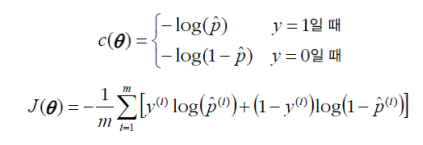 c(θ) = { −log(p̂) y = 1일 때
−log(1 − p̂) y = 0일 때
J(θ) = −1/m Σ_{i=1}^{m} [y⁽ⁱ⁾ log(p̂⁽ⁱ⁾) + (1 − y⁽ⁱ⁾)log(1 − p̂⁽ⁱ⁾)]